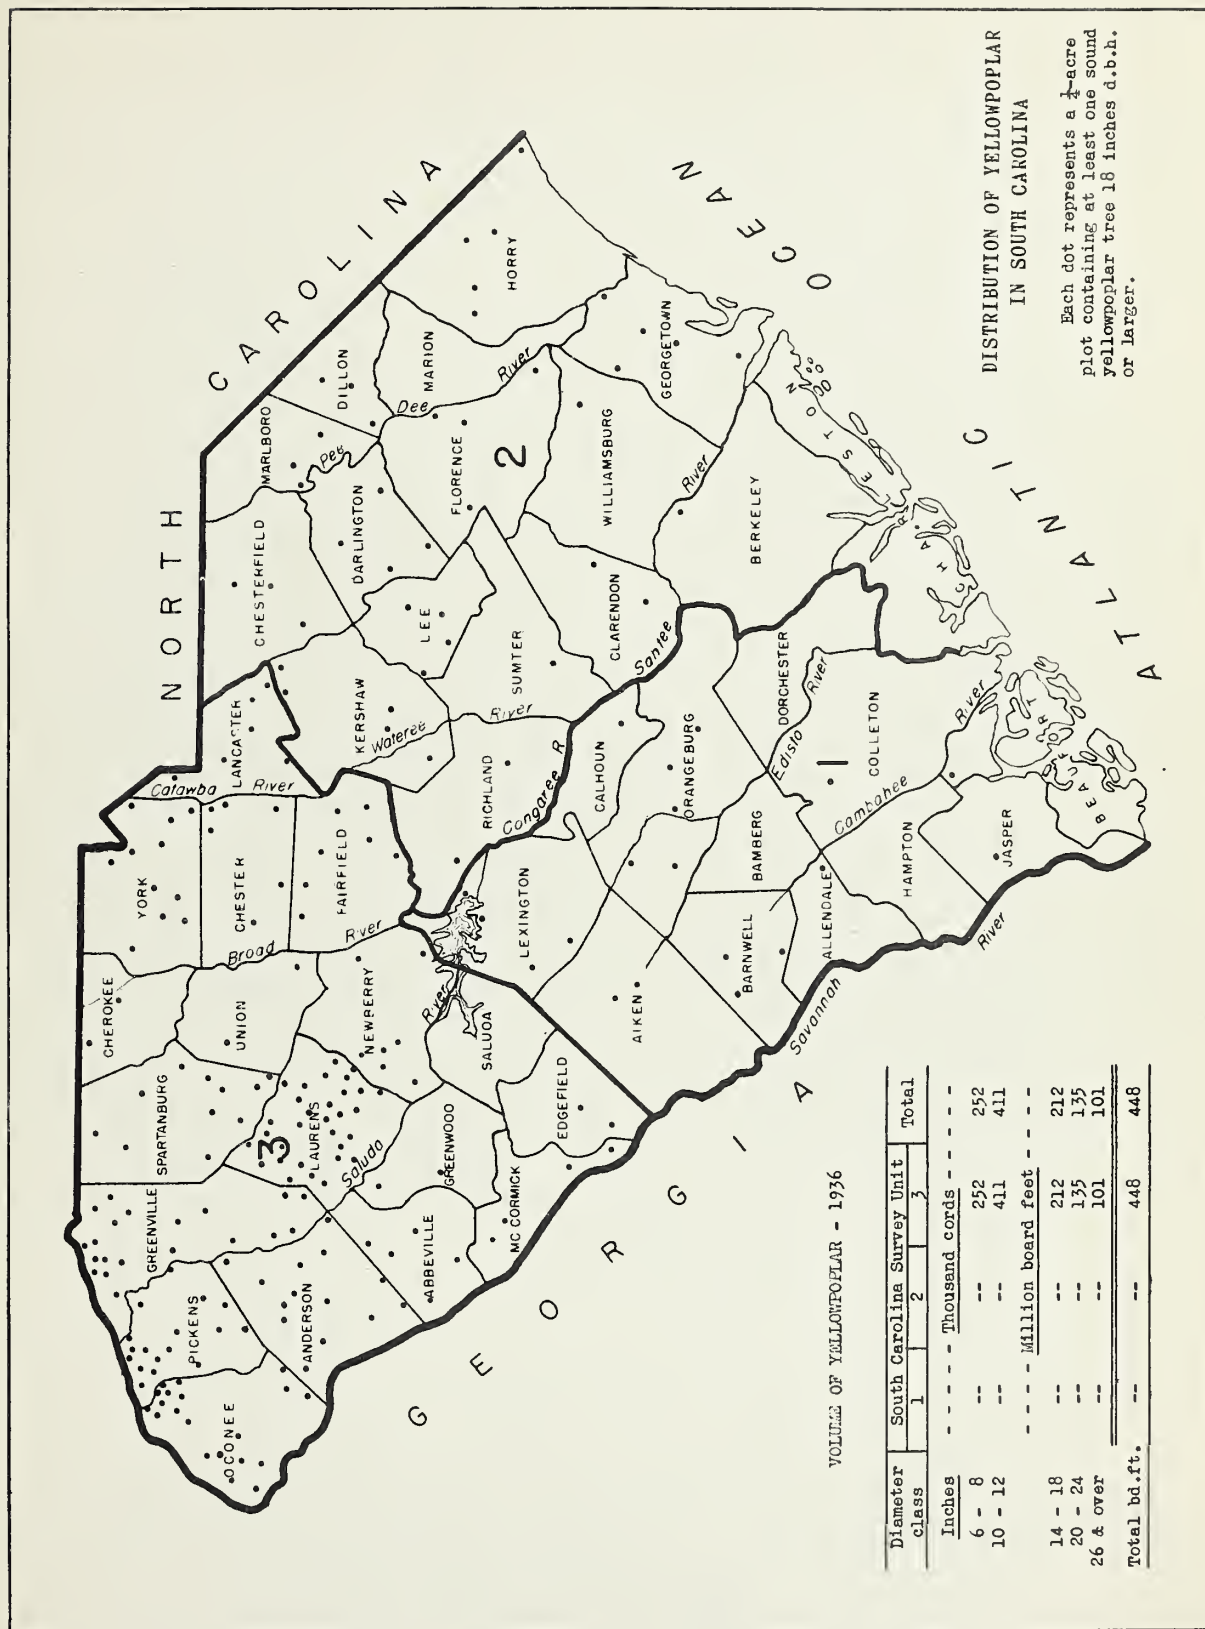 NORTH CAROLINA
GEORGIA
ATLANTIC OCEAN
OCONEE
PICKENS
GREENVILLE
SPARTANBURG
CHEROKEE
YORK
LANCASTER
CHESTERFIELD
MARLBORO
DILLON
MARION
HORRY
ANDERSON
LAURENS
UNION
CHESTER
FAIRFIELD
KERSHAW
DARLINGTON
FLORENCE
LEE
ABBEVILLE
GREENWOOD
NEWBERRY
MC CORMICK
EDGEFIELD
SALUDA
LEXINGTON
RICHLAND
SUMTER
CLARENDON
WILLIAMSBURG
GEORGETOWN
AIKEN
CALHOUN
ORANGEBURG
BARNWELL
BAMBERG
DORCHESTER
BERKELEY
ALLENDALE
COLLETON
HAMPTON
JASPER
BEAUFORT
CHARLESTON
1
2
3
Catawba River
Broad River
Saluda River
Wateree River
Congaree R
Santee River
Pee Dee River
Edisto River
Combahee River
Savannah River
DISTRIBUTION OF YELLOWPOPLAR
IN SOUTH CAROLINA
Each dot represents a ¼-acre
plot containing at least one sound
yellowpoplar tree 18 inches d.b.h.
or larger.
VOLUME OF YELLOWPOPLAR - 1936
Diameter class South Carolina Survey Unit Total
1 2 3
Inches - - - - - Thousand cords - - - - -
6 - 8 -- -- 252 252
10 - 12 -- -- 411 411
- - - - Million board feet - - - -
14 - 18 -- -- 212 212
20 - 24 -- -- 135 135
26 & over -- -- 101 101
Total bd.ft. -- -- 448 448